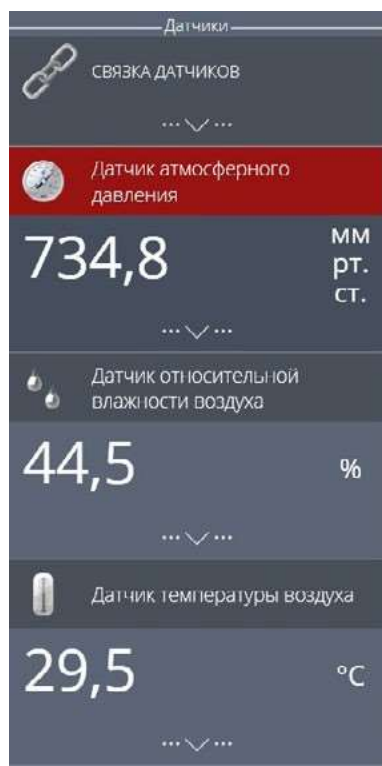 Датчики
СВЯЗКА ДАТЧИКОВ
Датчик атмосферного
давления
734,8
мм
рт.
ст.
Датчик относительной
влажности воздуха
44,5
%
Датчик температуры воздуха
29,5
°C